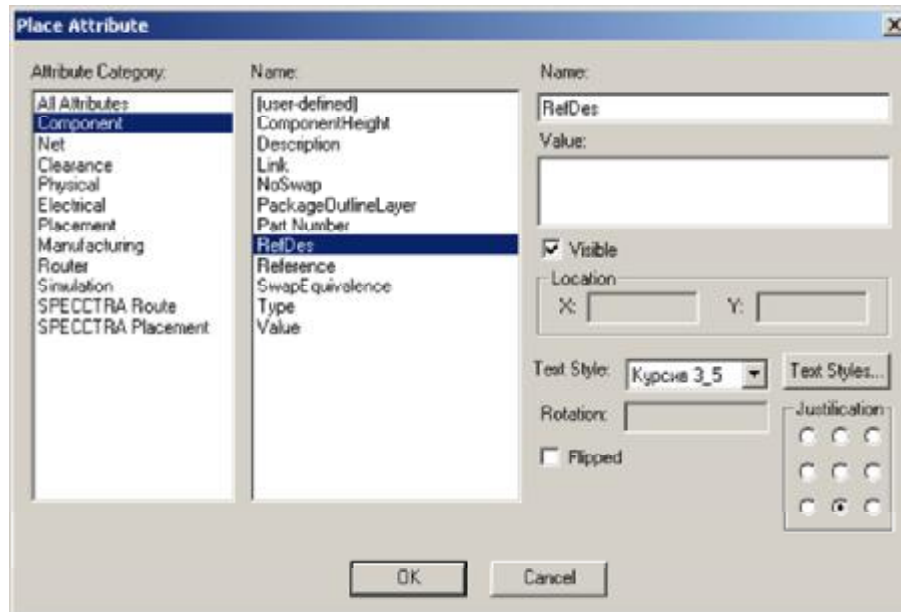 Place Attribute
Attribute Category:
All Attributes
Component
Net
Clearance
Physical
Electrical
Placement
Manufacturing
Router
Simulation
SPECCTRA Route
SPECCTRA Placement
Name:
(user-defined)
ComponentHeight
Description
Link
NoSwap
PackageOutlineLayer
Part Number
RefDes
Reference
SwapEquivalence
Type
Value
Name:
RefDes
Value:
Visible
Location
X:
Y:
Text Style:
Курсив 3_5
Text Styles...
Rotation:
Justification
Flipped
OK
Cancel